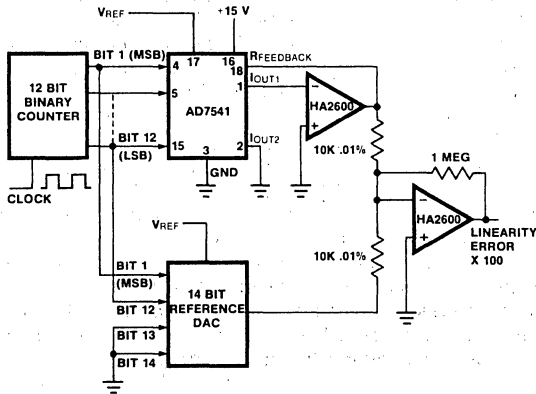 VREF
+15 V
BIT 1 (MSB)
4
17
16
RFEEDBACK
18
1
IOUT1
12 BIT
BINARY
COUNTER
5
AD7541
HA2600
−
+
BIT 12
(LSB)
15
3
2
IOUT2
GND
CLOCK
10K .01%
1 MEG
HA2600
−
+
LINEARITY
ERROR
X 100
10K .01%
VREF
BIT 1
(MSB)
BIT 12
BIT 13
BIT 14
14 BIT
REFERENCE
DAC